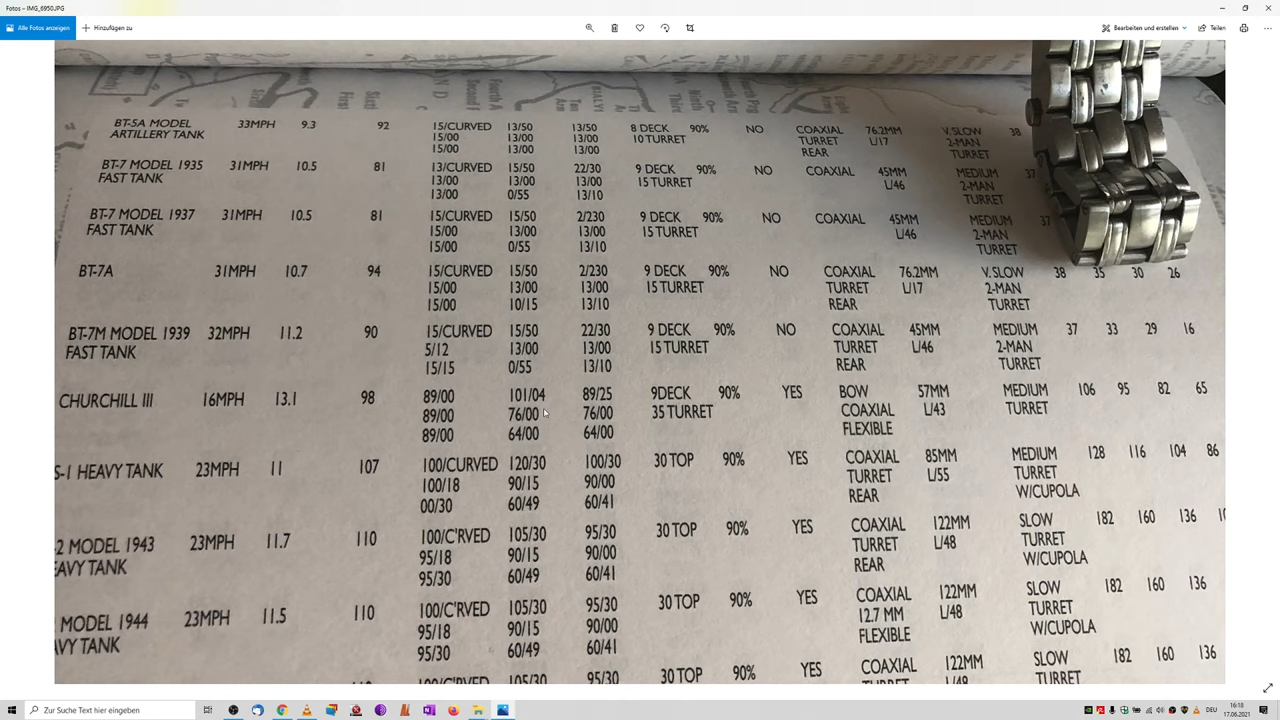 Fotos – IMG_6950.JPG
Alle Fotos anzeigen + Hinzufügen zu Bearbeiten und erstellen Teilen
BT-5A MODEL 33MPH 9.3 92 15/CURVED 13/50 13/50 8 DECK 90% NO COAXIAL 76.2MM V.SLOW 38
ARTILLERY TANK 15/00 13/00 13/00 10 TURRET TURRET L/17 2-MAN
15/00 13/00 13/00 REAR TURRET
BT-7 MODEL 1935 31MPH 10.5 81 13/CURVED 15/50 22/30 9 DECK 90% NO COAXIAL 45MM MEDIUM 37
FAST TANK 13/00 13/00 13/00 15 TURRET L/46 2-MAN
13/00 0/55 13/10 TURRET
BT-7 MODEL 1937 31MPH 10.5 81 15/CURVED 15/50 2/230 9 DECK 90% NO COAXIAL 45MM MEDIUM 37
FAST TANK 15/00 13/00 13/00 15 TURRET L/46 2-MAN
15/00 0/55 13/10 TURRET
BT-7A 31MPH 10.7 94 15/CURVED 15/50 2/230 9 DECK 90% NO COAXIAL 76.2MM V.SLOW 38 35 30 26
15/00 13/00 13/00 15 TURRET TURRET L/17 2-MAN
15/00 10/15 13/10 REAR TURRET
BT-7M MODEL 1939 32MPH 11.2 90 15/CURVED 15/50 22/30 9 DECK 90% NO COAXIAL 45MM MEDIUM 37 33 29 16
FAST TANK 5/12 13/00 13/00 15 TURRET TURRET L/46 2-MAN
15/15 0/55 13/10 REAR TURRET
CHURCHILL III 16MPH 13.1 98 89/00 101/04 89/25 9DECK 90% YES BOW 57MM MEDIUM 106 95 82 65
89/00 76/00 76/00 35 TURRET COAXIAL L/43 TURRET
89/00 64/00 64/00 FLEXIBLE
S-1 HEAVY TANK 23MPH 11 107 100/CURVED 120/30 100/30 30 TOP 90% YES COAXIAL 85MM MEDIUM 128 116 104 86
100/18 90/15 90/00 TURRET L/55 TURRET
00/30 60/49 60/41 REAR W/CUPOLA
-2 MODEL 1943 23MPH 11.7 110 100/C'RVED 105/30 95/30 30 TOP 90% YES COAXIAL 122MM SLOW 182 160 136
EAVY TANK 95/18 90/15 90/00 TURRET L/48 TURRET
95/30 60/49 60/41 REAR W/CUPOLA
MODEL 1944 23MPH 11.5 110 100/C'RVED 105/30 95/30 30 TOP 90% YES COAXIAL 122MM SLOW 182 160 136
AVY TANK 95/18 90/15 90/00 12.7 MM L/48 TURRET
95/30 60/49 60/41 FLEXIBLE W/CUPOLA
100/C'RVED 105/30 95/30 30 TOP 90% YES COAXIAL 122MM SLOW 182 160 136
TURRET L/48 TURRET
Zur Suche Text hier eingeben DEU 16:18
17.06.2021